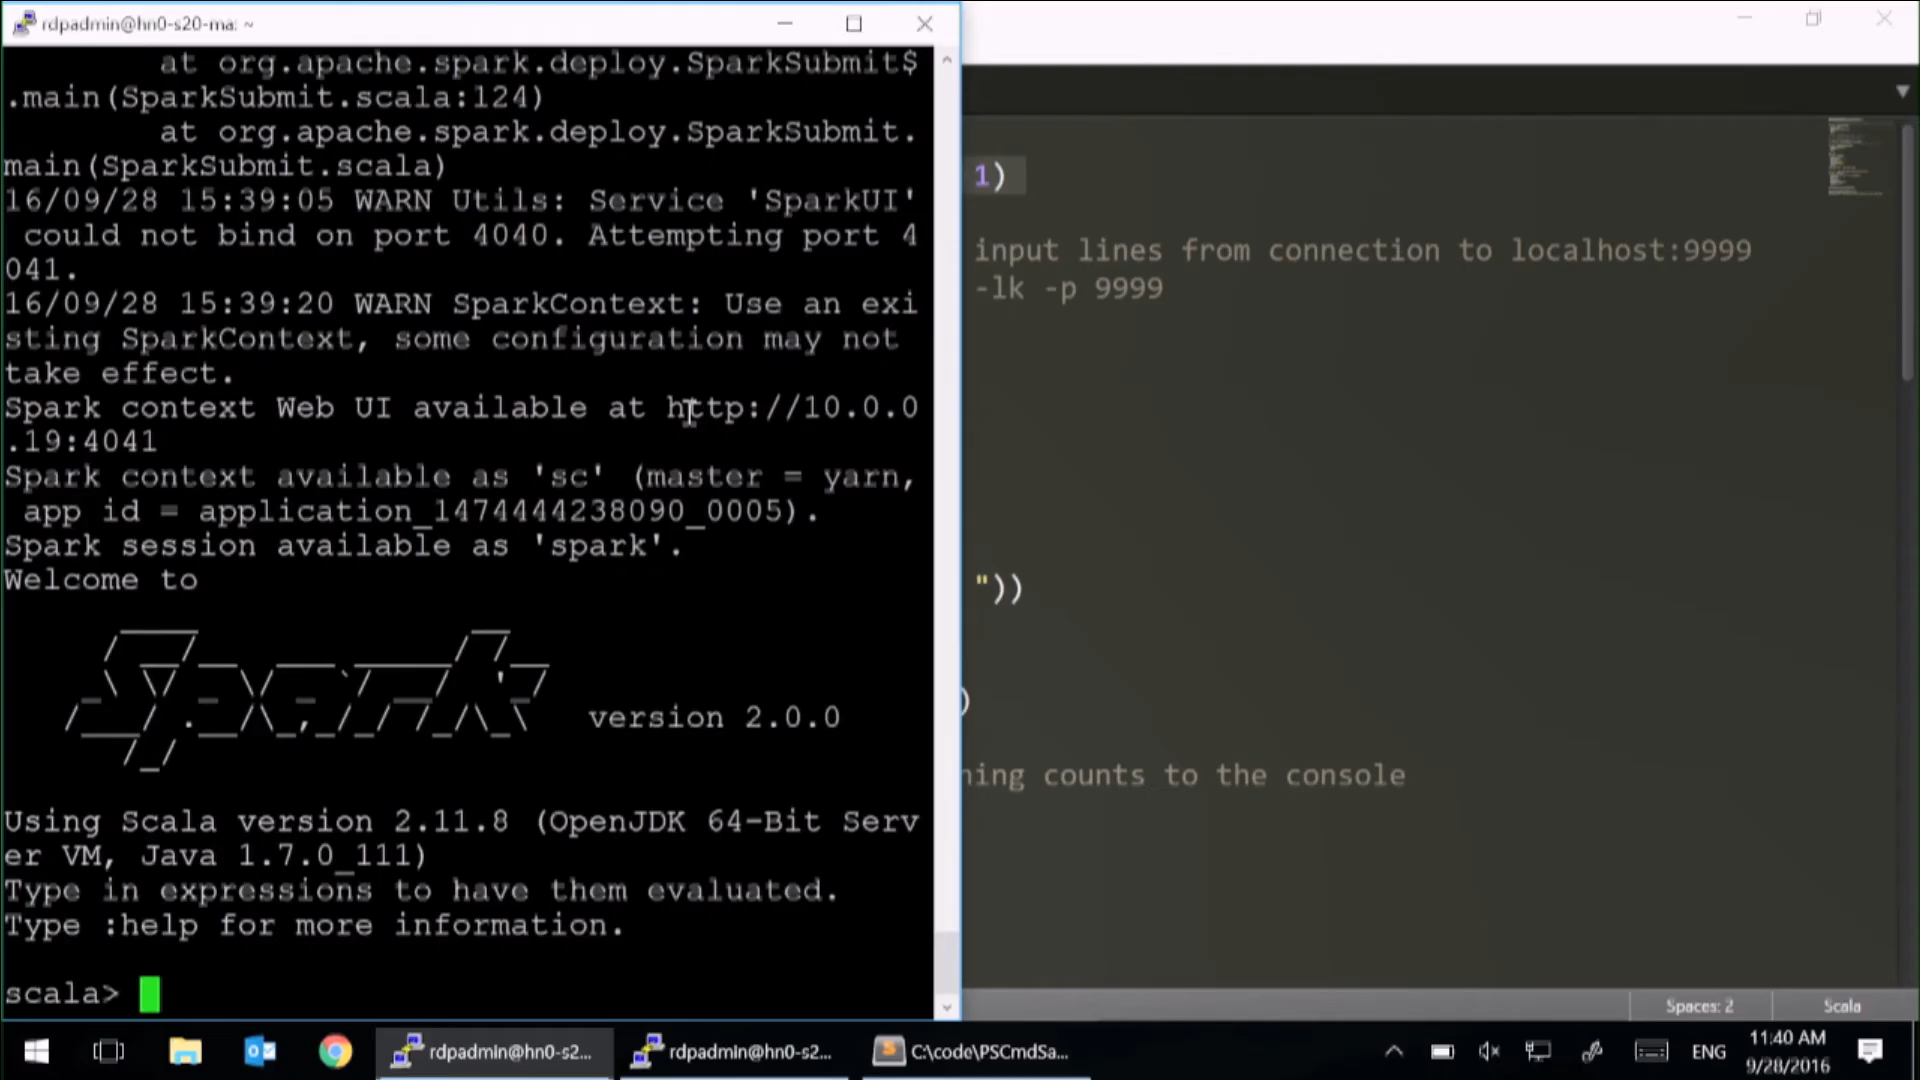 rdpadmin@hn0-s20-ma: ~
at org.apache.spark.deploy.SparkSubmit$
.main(SparkSubmit.scala:124)
at org.apache.spark.deploy.SparkSubmit.
main(SparkSubmit.scala)
16/09/28 15:39:05 WARN Utils: Service 'SparkUI'
could not bind on port 4040. Attempting port 4
041.
16/09/28 15:39:20 WARN SparkContext: Use an exi
sting SparkContext, some configuration may not
take effect.
Spark context Web UI available at http://10.0.0
.19:4041
Spark context available as 'sc' (master = yarn,
app id = application_1474444238090_0005).
Spark session available as 'spark'.
Welcome to
Spark
version 2.0.0
Using Scala version 2.11.8 (OpenJDK 64-Bit Serv
er VM, Java 1.7.0_111)
Type in expressions to have them evaluated.
Type :help for more information.
scala>
1)
input lines from connection to localhost:9999
-lk -p 9999
"))
)
ning counts to the console
Spaces: 2
Scala
rdpadmin@hn0-s2...
rdpadmin@hn0-s2...
C:\code\PSCmdSa...
ENG
11:40 AM
9/28/2016